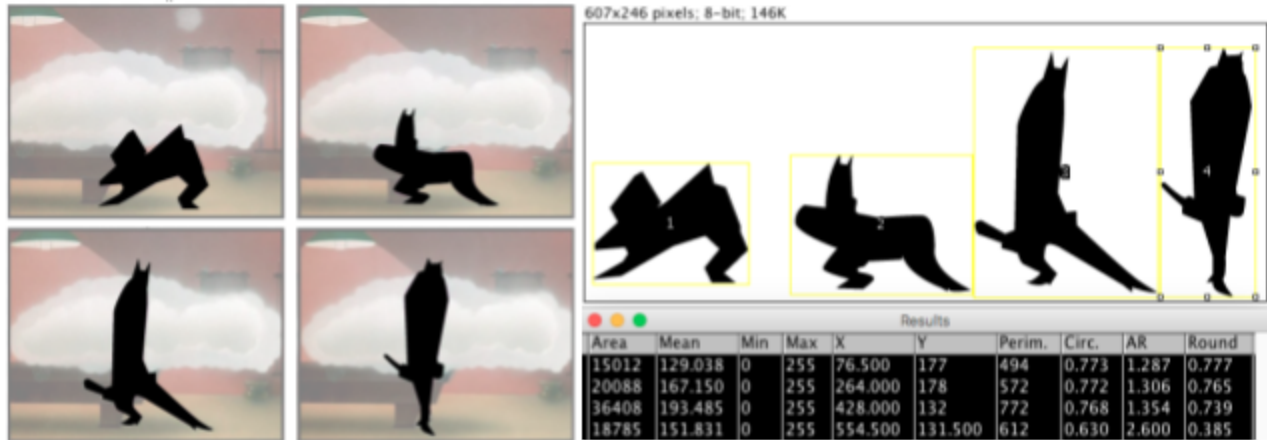 607x246 pixels; 8-bit; 146K
1
2
3
4
Results
Area Mean Min Max X Y Perim. Circ. AR Round
15012 129.038 0 255 76.500 177 494 0.773 1.287 0.777
20088 167.150 0 255 264.000 178 572 0.772 1.306 0.765
36408 193.485 0 255 428.000 132 772 0.768 1.354 0.739
18785 151.831 0 255 554.500 131.500 612 0.630 2.600 0.385